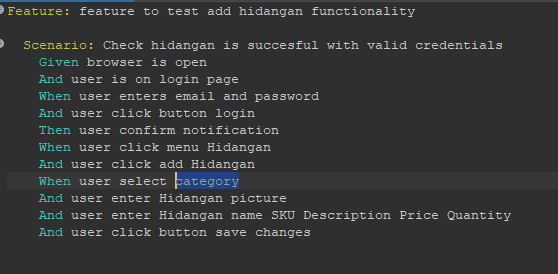 Feature: feature to test add hidangan functionality
Scenario: Check hidangan is succesful with valid credentials
Given browser is open
And user is on login page
When user enters email and password
And user click button login
Then user confirm notification
When user click menu Hidangan
And user click add Hidangan
When user select category
And user enter Hidangan picture
And user enter Hidangan name SKU Description Price Quantity
And user click button save changes